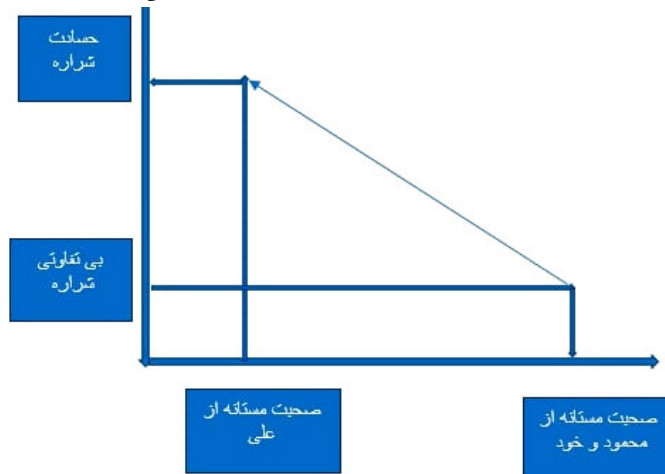 حسادت
شراره
بی تفاوتی
شراره
صحبت مستانه از
علی
صحبت مستانه از
محمود و خود